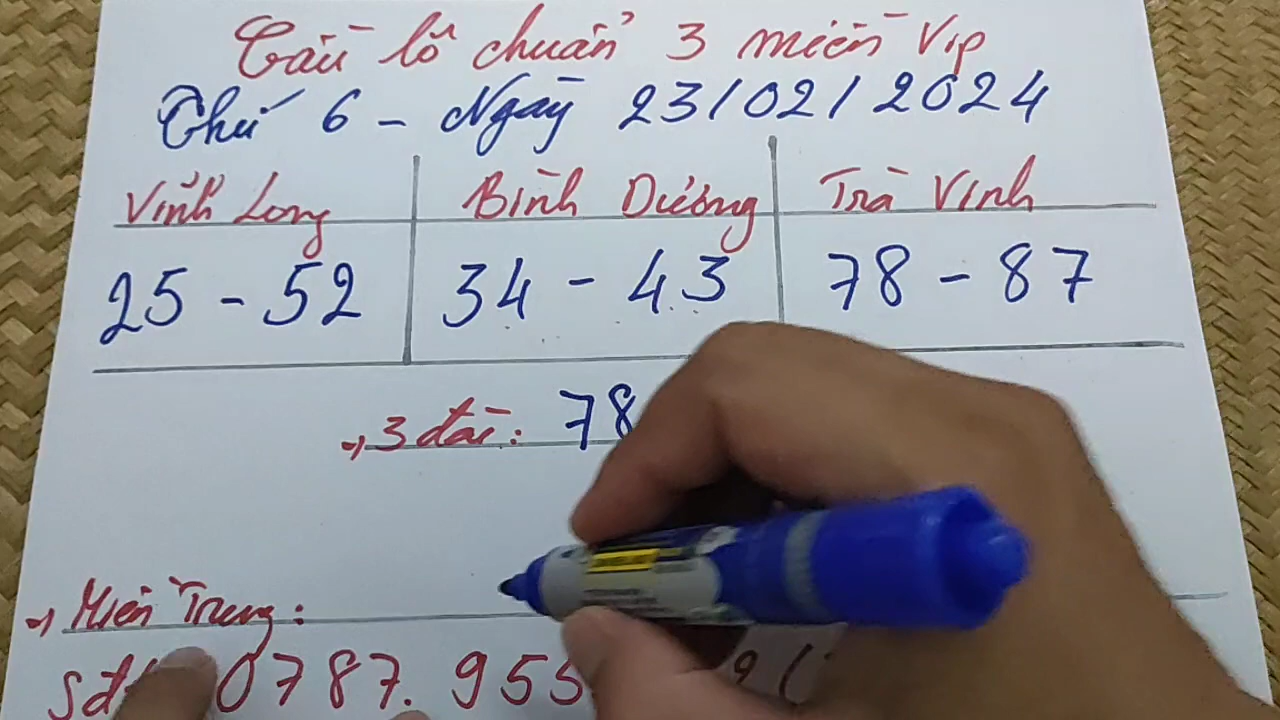 Cầu lô chuẩn 3 miền Vip
Thứ 6 - Ngày 23/02/2024
Vĩnh Long Bình Dương Trà Vinh
25 - 52 34 - 43 78 - 87
→ 3 đài: 78
→ Miền Trung:
0787. 955